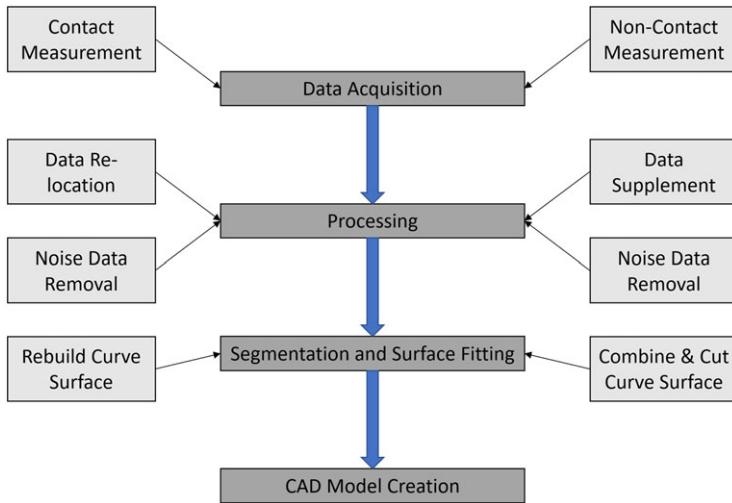 Contact
Measurement
Non-Contact
Measurement
Data Acquisition
Data Re-
location
Data
Supplement
Processing
Noise Data
Removal
Noise Data
Removal
Rebuild Curve
Surface
Segmentation and Surface Fitting
Combine & Cut
Curve Surface
CAD Model Creation